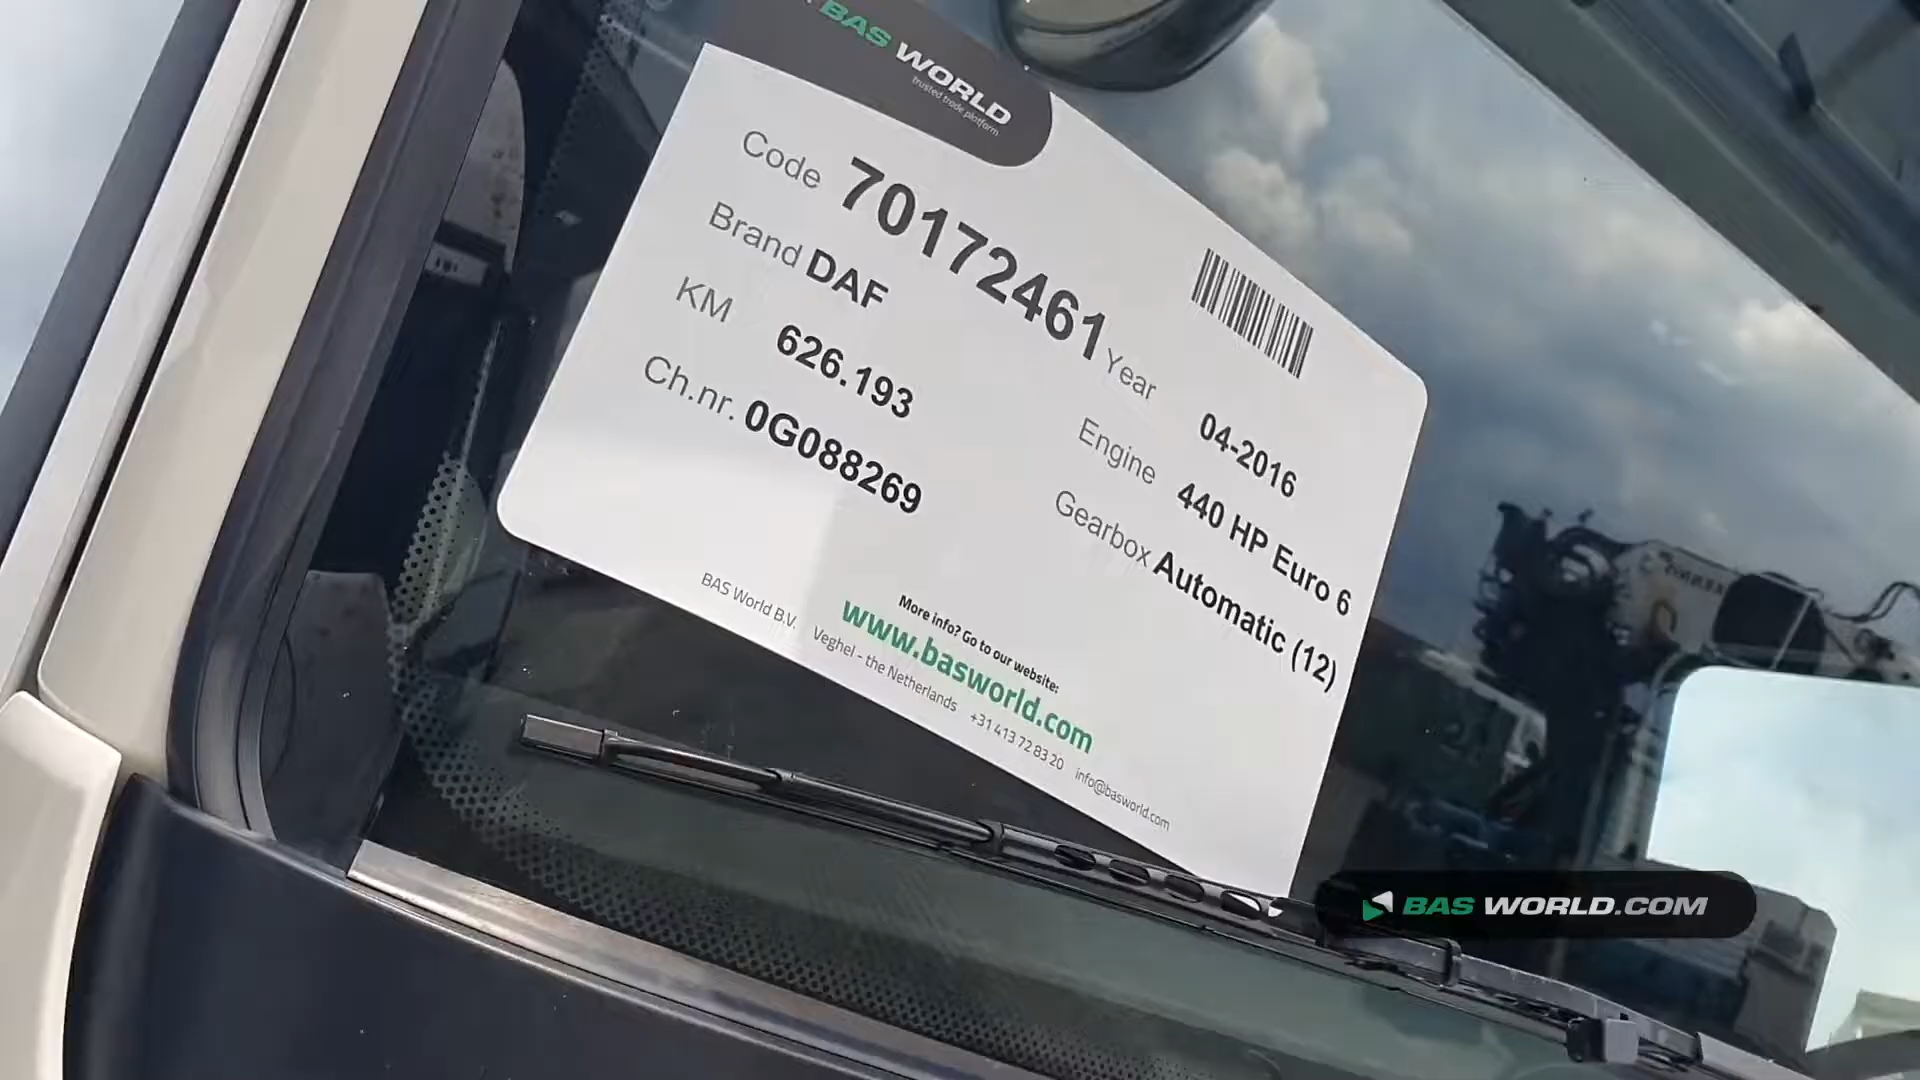 BAS WORLD
trusted trade platform
Code 70172461
Brand DAF
KM 626.193
Ch.nr. 0G088269
Year 04-2016
Engine 440 HP Euro 6
Gearbox Automatic (12)
More info? Go to our website:
www.basworld.com
BAS World B.V. Veghel - the Netherlands +31 413 72 83 20 info@basworld.com
BAS WORLD.COM